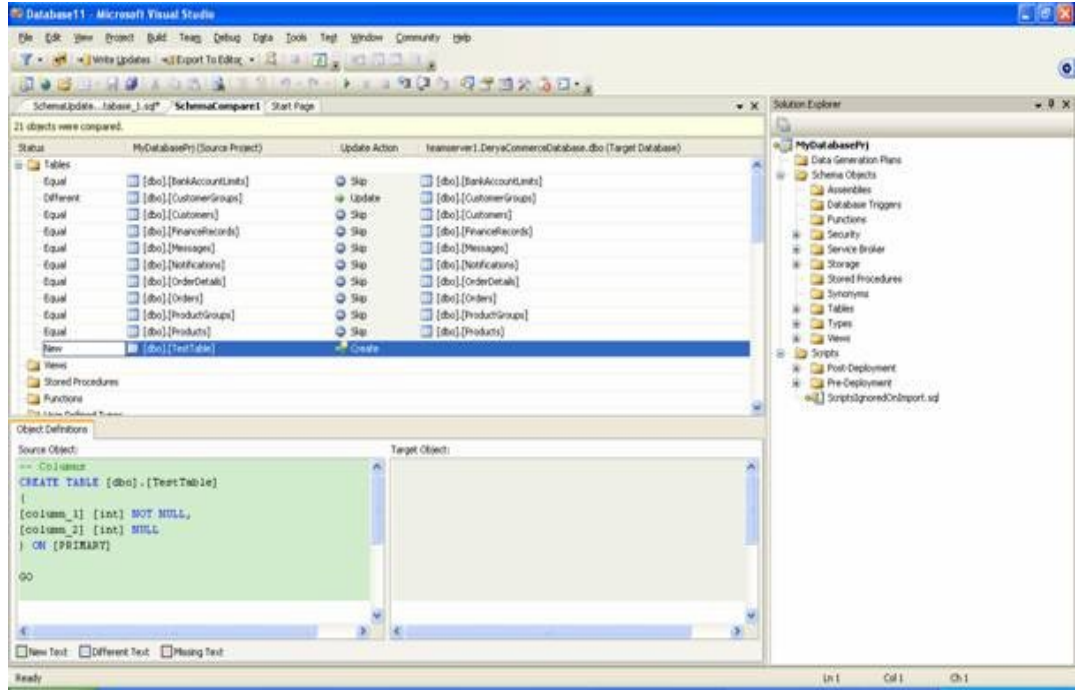 Database11 - Microsoft Visual Studio
File Edit View Project Build Team Debug Data Tools Test Window Community Help
Write Updates Export To Editor
SchemaUpdate...tabase_1.sql* SchemaCompare1 Start Page
21 objects were compared.
Status MyDatabasePrj (Source Project) Update Action teamserver1.DeryaCommerceDatabase.dbo (Target Database)
Tables
Equal [dbo].[BankAccountLimits] Skip [dbo].[BankAccountLimits]
Different [dbo].[CustomerGroups] Update [dbo].[CustomerGroups]
Equal [dbo].[Customers] Skip [dbo].[Customers]
Equal [dbo].[FinanceRecords] Skip [dbo].[FinanceRecords]
Equal [dbo].[Messages] Skip [dbo].[Messages]
Equal [dbo].[Notifications] Skip [dbo].[Notifications]
Equal [dbo].[OrderDetails] Skip [dbo].[OrderDetails]
Equal [dbo].[Orders] Skip [dbo].[Orders]
Equal [dbo].[ProductGroups] Skip [dbo].[ProductGroups]
Equal [dbo].[Products] Skip [dbo].[Products]
New [dbo].[TestTable] Create
Views
Stored Procedures
Functions
User Defined Types
Object Definitions
Source Object: Target Object:
-- Columns
CREATE TABLE [dbo].[TestTable]
(
[column_1] [int] NOT NULL,
[column_2] [int] NULL
) ON [PRIMARY]
GO
New Text Different Text Missing Text
Solution Explorer
MyDatabasePrj
Data Generation Plans
Schema Objects
Assemblies
Database Triggers
Functions
Security
Service Broker
Storage
Stored Procedures
Synonyms
Tables
Types
Views
Scripts
Post-Deployment
Pre-Deployment
ScriptsIgnoredOnImport.sql
Ready Ln 1 Col 1 Ch 1